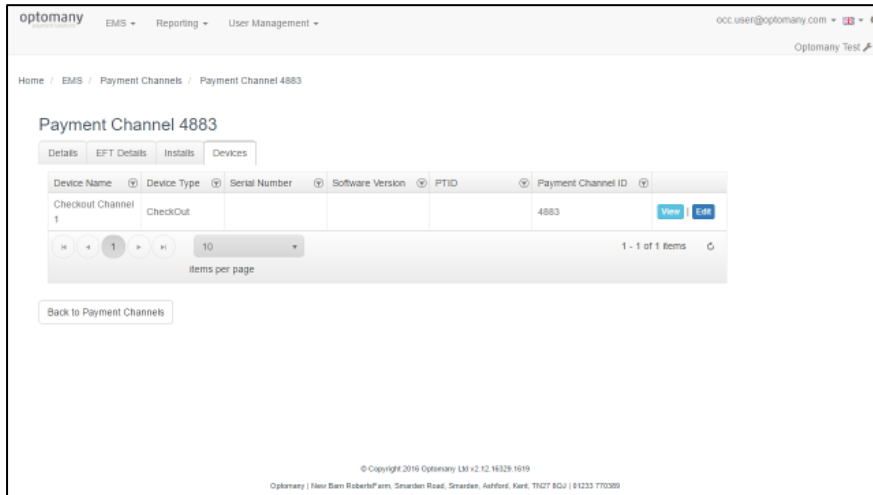 optomany
EMS Reporting User Management
occ.user@optomany.com
Optomany Test
Home / EMS / Payment Channels / Payment Channel 4883
Payment Channel 4883
Details EFT Details Installs Devices
Device Name Device Type Serial Number Software Version PTID Payment Channel ID
Checkout Channel
1 CheckOut 4883 View | Edit
1 10 1 - 1 of 1 items
items per page
Back to Payment Channels
© Copyright 2016 Optomany Ltd v2.12.16329.1619
Optomany | New Barn RobertsFarm, Smarden Road, Smarden, Ashford, Kent, TN27 8QJ | 01233 770389